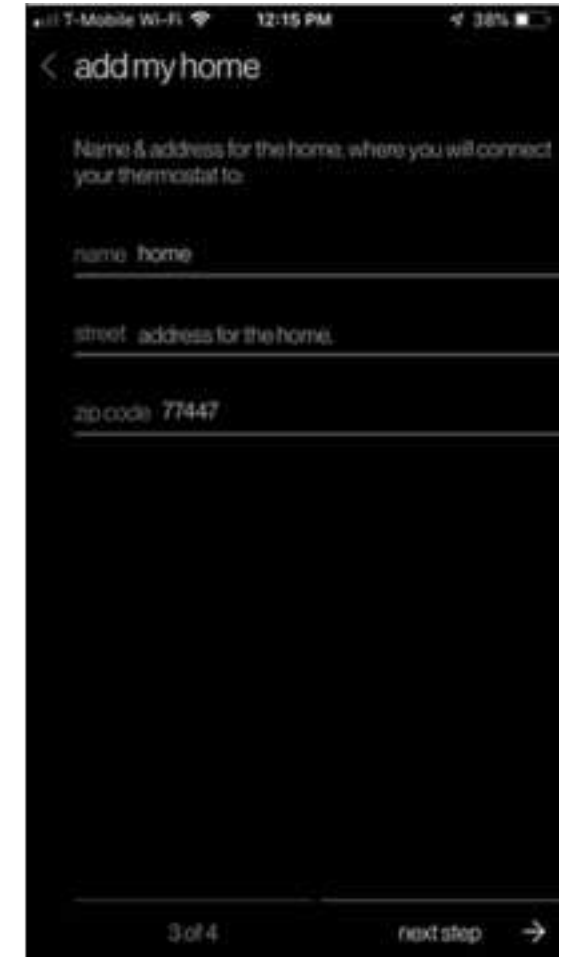 T-Mobile Wi-Fi 12:15 PM 38%
< add my home
Name & address for the home, where you will connect
your thermostat to:
name home
street address for the home,
zip code 77447
3 of 4 next step →